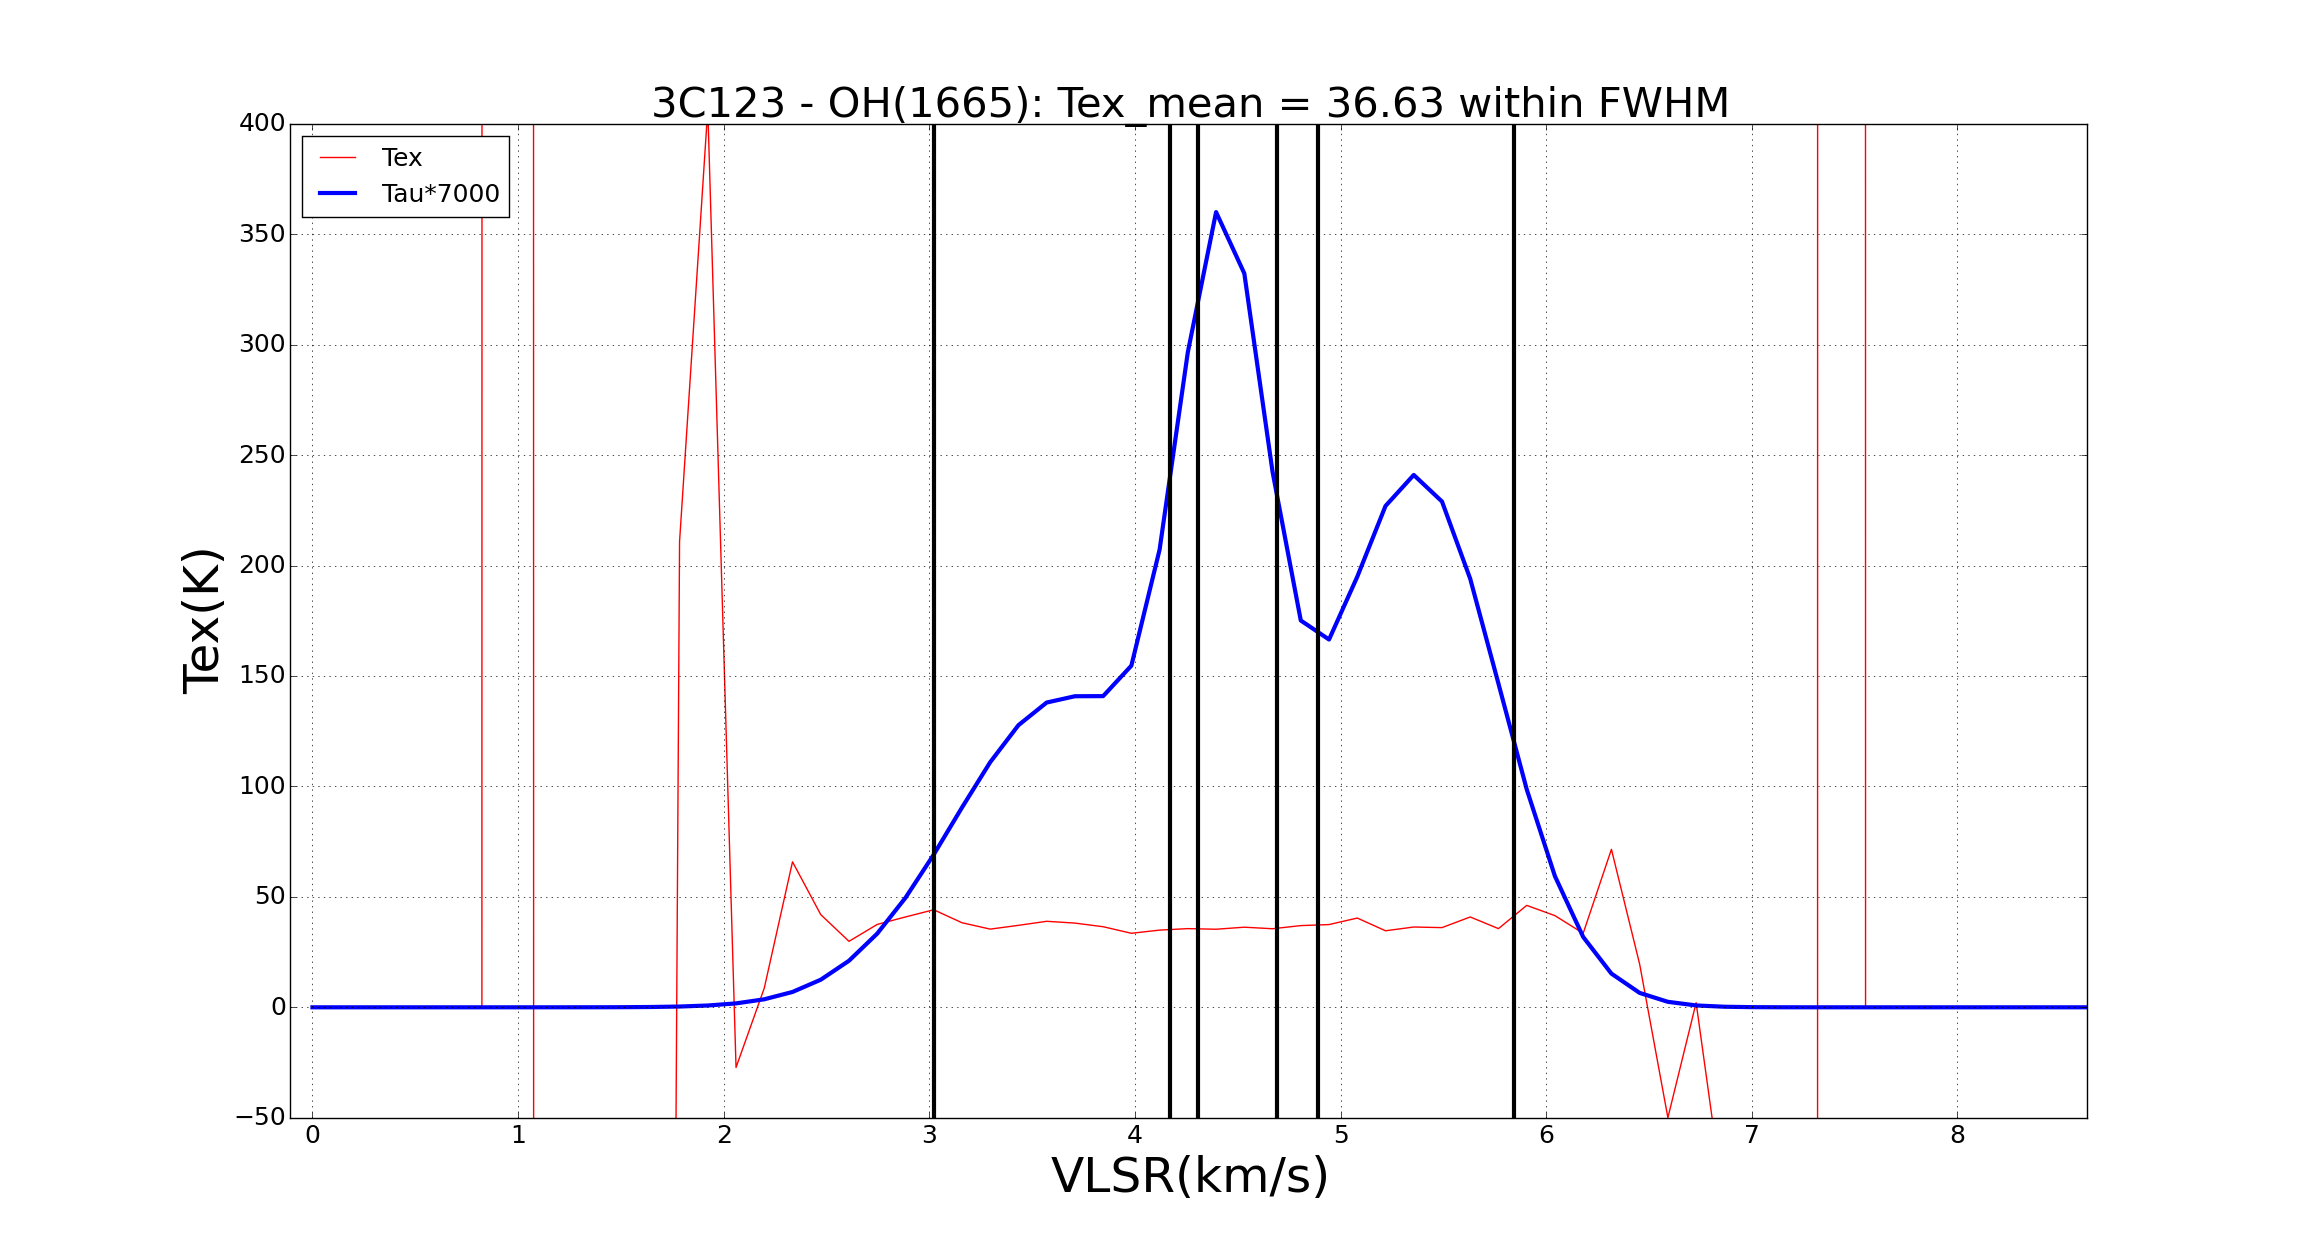 3C123 - OH(1665): Tex_mean = 36.63 within FWHM
Tex
Tau*7000
400
350
300
250
200
150
100
50
0
−50
Tex(K)
0 1 2 3 4 5 6 7 8
VLSR(km/s)